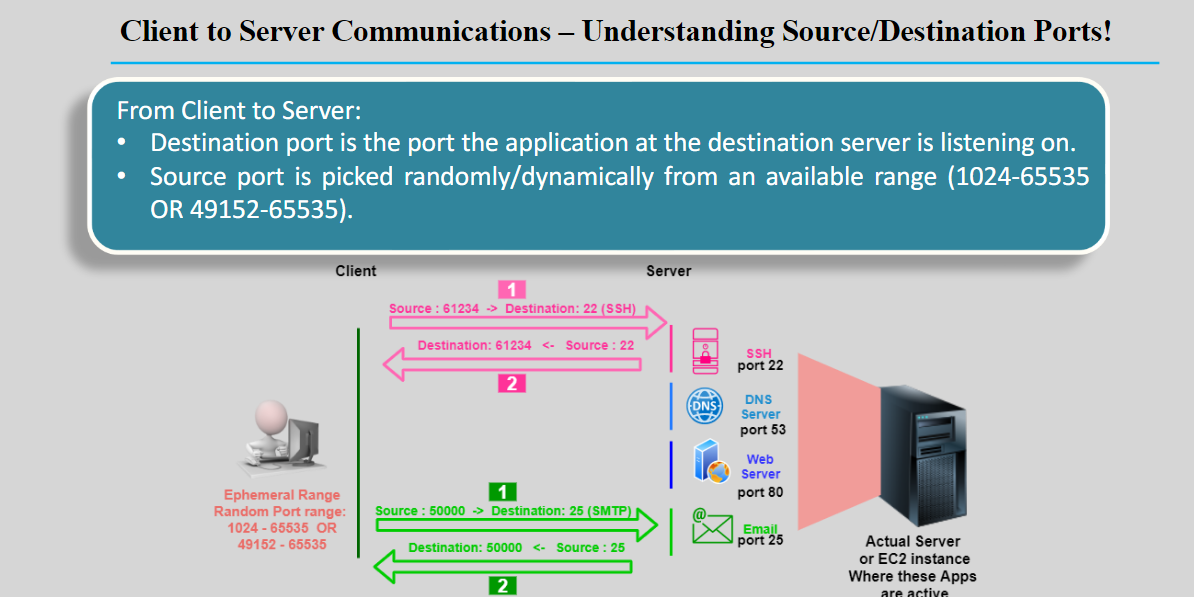 Client to Server Communications – Understanding Source/Destination Ports!
From Client to Server:
• Destination port is the port the application at the destination server is listening on.
• Source port is picked randomly/dynamically from an available range (1024-65535
OR 49152-65535).
Client
Server
1
Source : 61234 -> Destination: 22 (SSH)
Destination: 61234 <- Source : 22
2
SSH
port 22
DNS
DNS
Server
port 53
Web
Server
port 80
Ephemeral Range
Random Port range:
1024 - 65535 OR
49152 - 65535
1
Source : 50000 -> Destination: 25 (SMTP)
Destination: 50000 <- Source : 25
2
@
Email
port 25
Actual Server
or EC2 instance
Where these Apps
are active